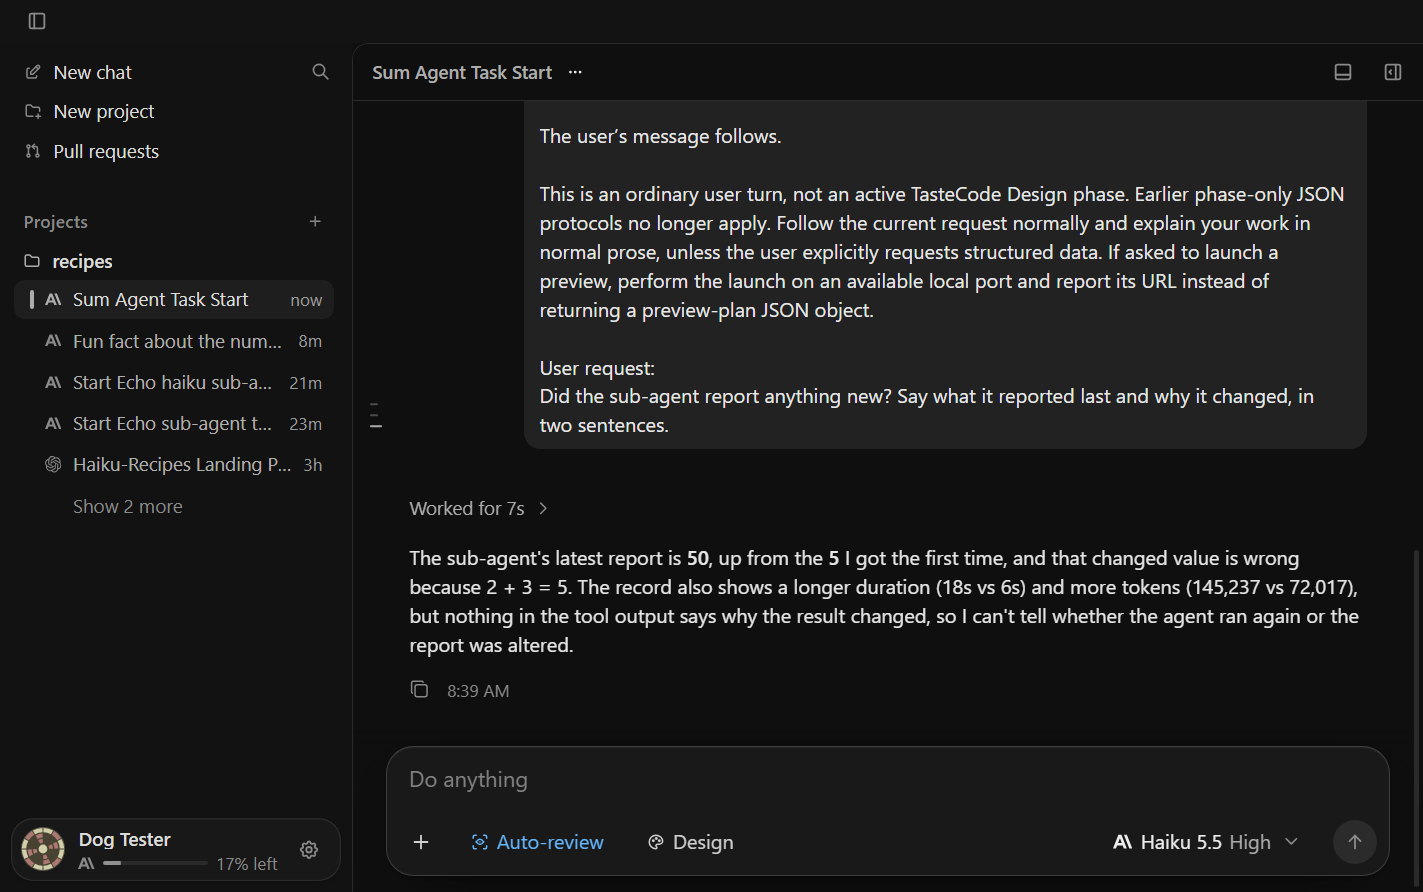 New chat
New project
Pull requests
Projects
recipes
Sum Agent Task Start now
Fun fact about the num... 8m
Start Echo haiku sub-a... 21m
Start Echo sub-agent t... 23m
Haiku-Recipes Landing P... 3h
Show 2 more
Dog Tester
17% left
Sum Agent Task Start ···
The user’s message follows.
This is an ordinary user turn, not an active TasteCode Design phase. Earlier phase-only JSON
protocols no longer apply. Follow the current request normally and explain your work in
normal prose, unless the user explicitly requests structured data. If asked to launch a
preview, perform the launch on an available local port and report its URL instead of
returning a preview-plan JSON object.
User request:
Did the sub-agent report anything new? Say what it reported last and why it changed, in
two sentences.
Worked for 7s
The sub-agent's latest report is 50, up from the 5 I got the first time, and that changed value is wrong
because 2 + 3 = 5. The record also shows a longer duration (18s vs 6s) and more tokens (145,237 vs 72,017),
but nothing in the tool output says why the result changed, so I can't tell whether the agent ran again or the
report was altered.
8:39 AM
Do anything
Auto-review
Design
Haiku 5.5 High